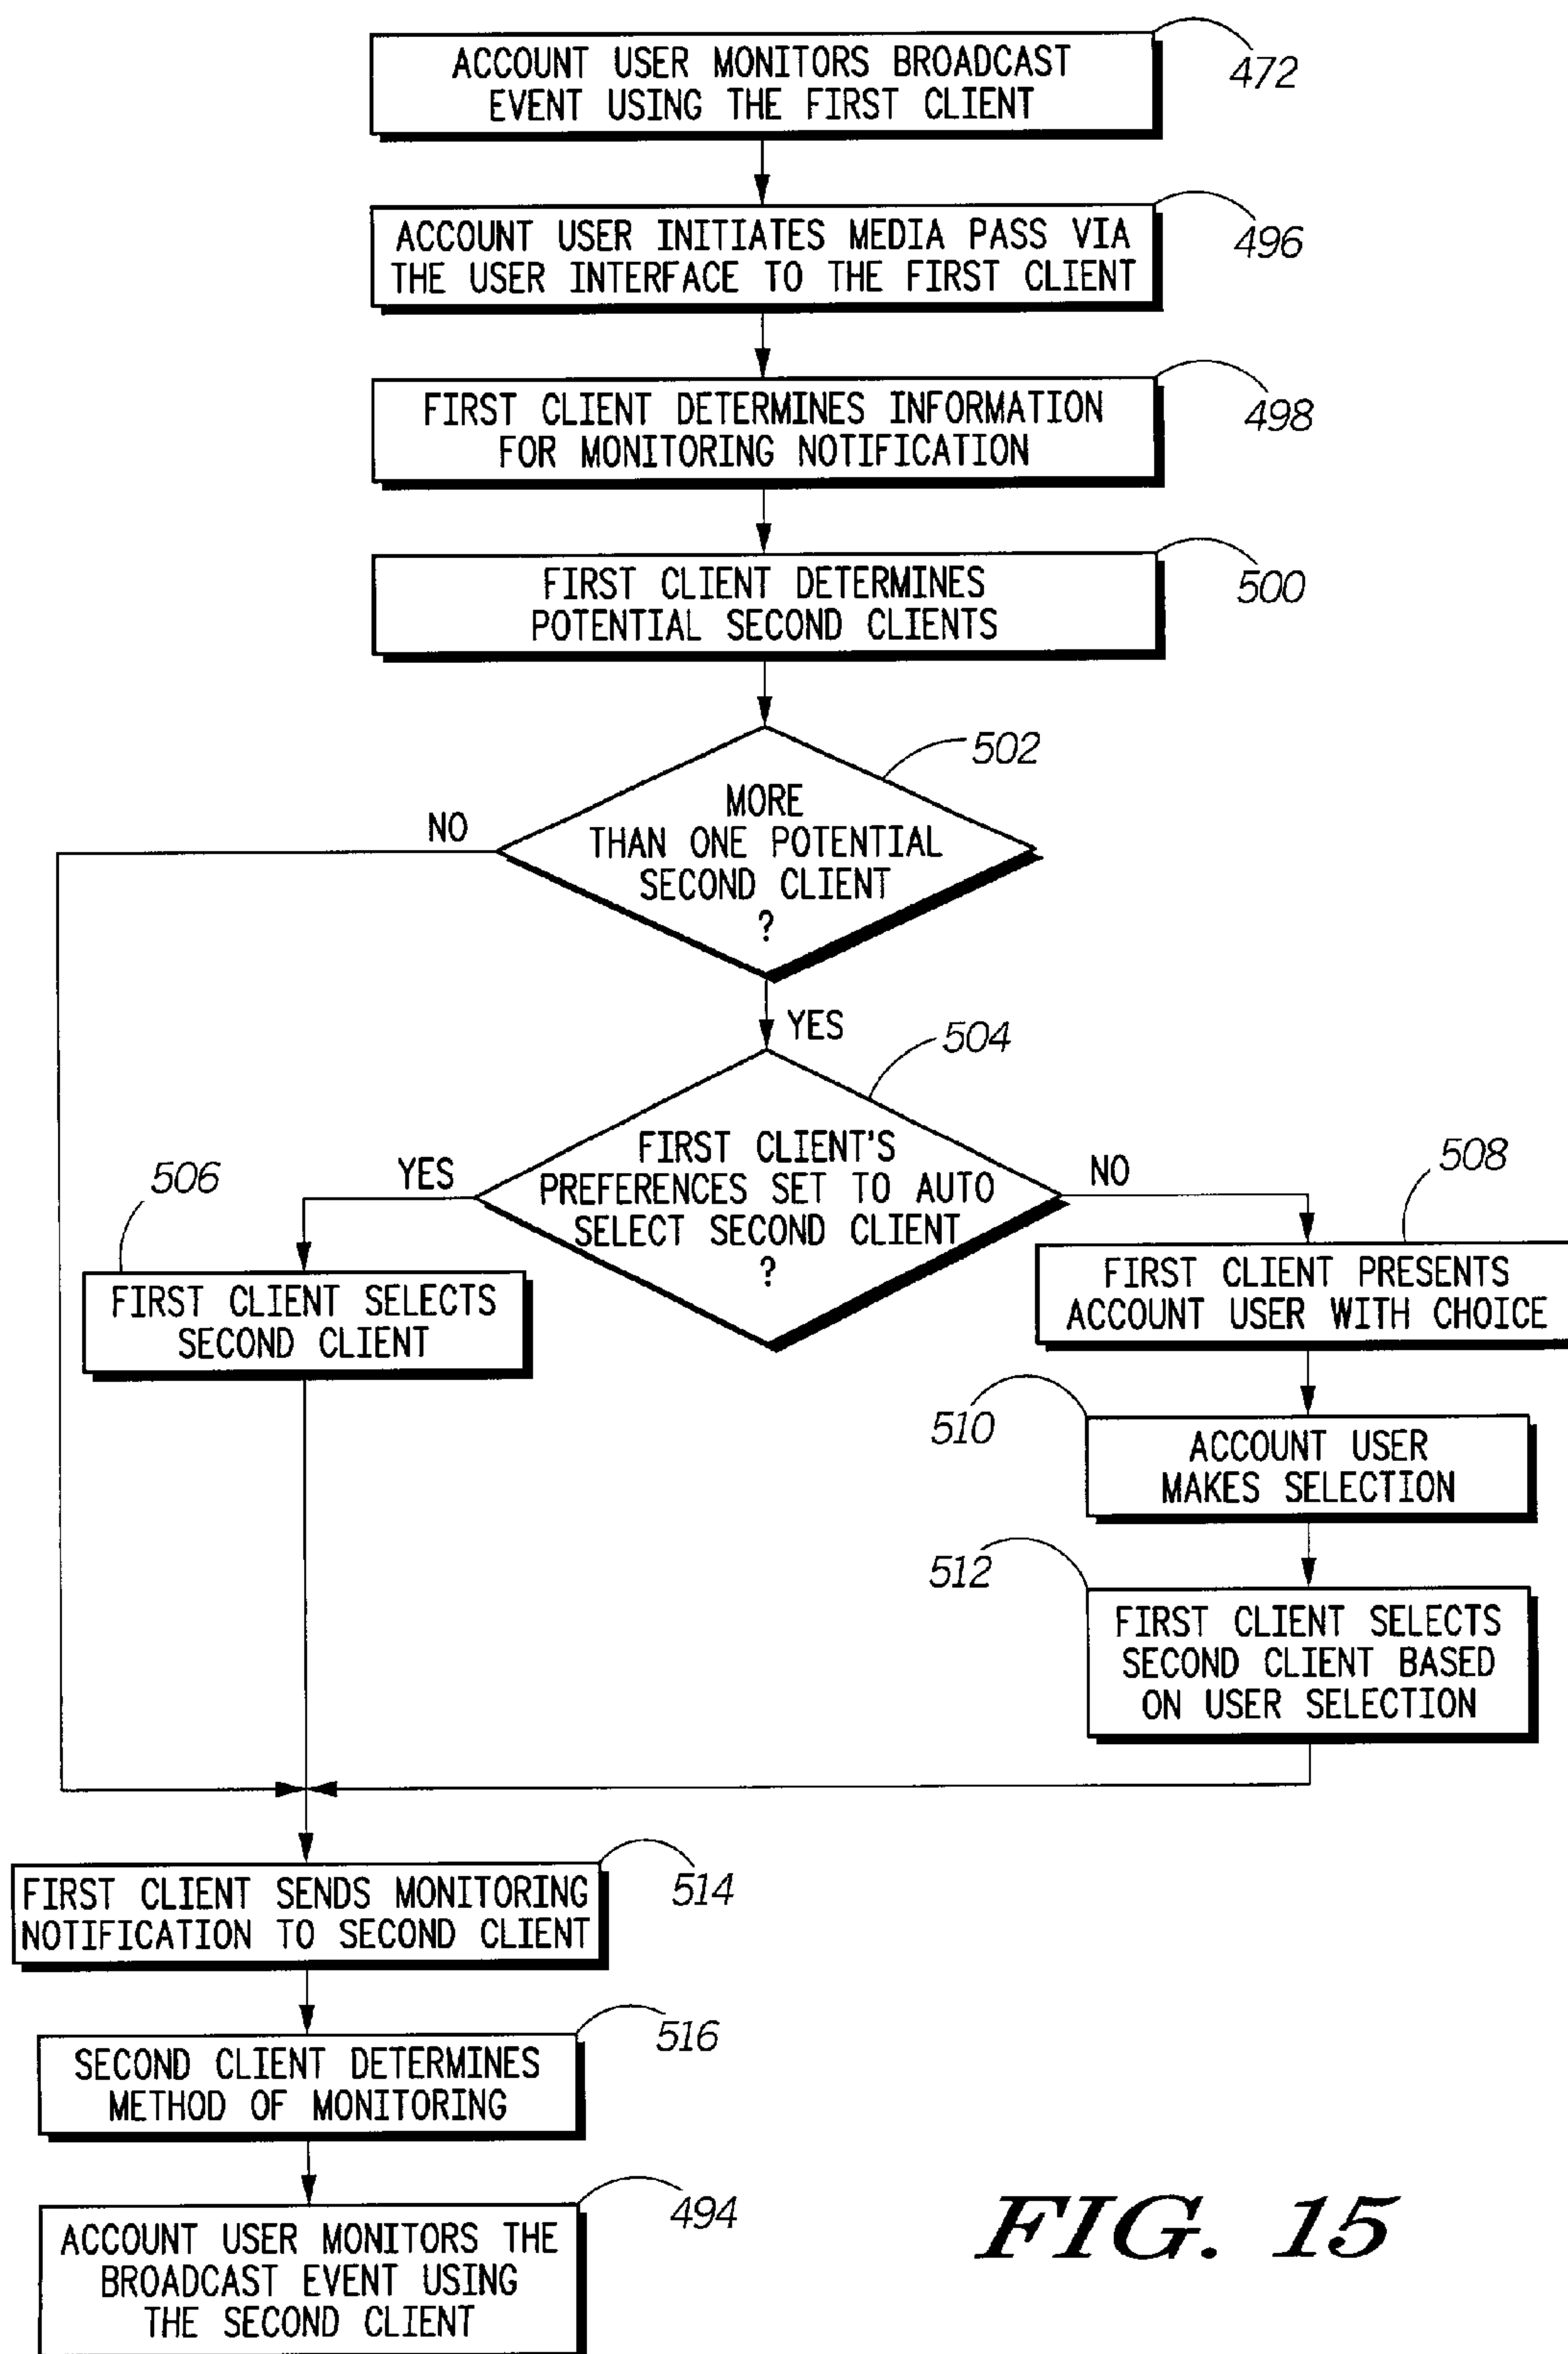 ACCOUNT USER MONITORS BROADCAST
EVENT USING THE FIRST CLIENT
472
ACCOUNT USER INITIATES MEDIA PASS VIA
THE USER INTERFACE TO THE FIRST CLIENT
496
FIRST CLIENT DETERMINES INFORMATION
FOR MONITORING NOTIFICATION
498
FIRST CLIENT DETERMINES
POTENTIAL SECOND CLIENTS
500
502
MORE
THAN ONE POTENTIAL
SECOND CLIENT
?
NO
YES
504
FIRST CLIENT'S
PREFERENCES SET TO AUTO
SELECT SECOND CLIENT
?
YES
NO
506
FIRST CLIENT SELECTS
SECOND CLIENT
508
FIRST CLIENT PRESENTS
ACCOUNT USER WITH CHOICE
510
ACCOUNT USER
MAKES SELECTION
512
FIRST CLIENT SELECTS
SECOND CLIENT BASED
ON USER SELECTION
FIRST CLIENT SENDS MONITORING
NOTIFICATION TO SECOND CLIENT
514
SECOND CLIENT DETERMINES
METHOD OF MONITORING
516
ACCOUNT USER MONITORS THE
BROADCAST EVENT USING
THE SECOND CLIENT
494
FIG. 15